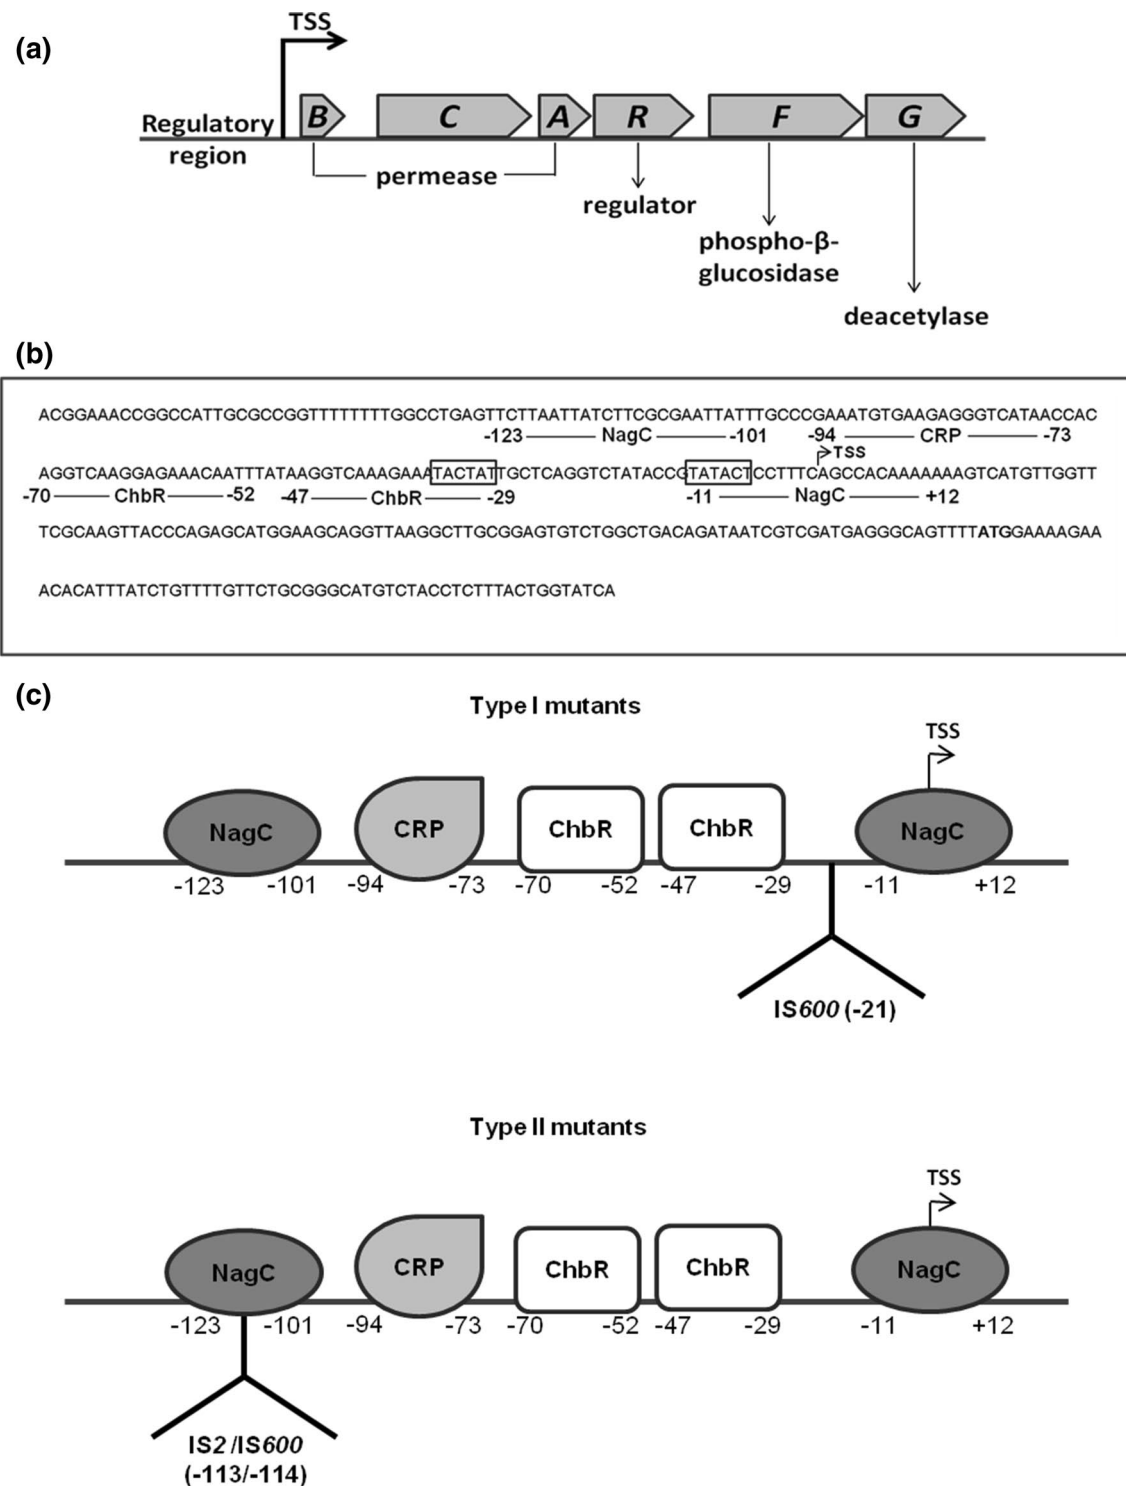 (a)
TSS
B C A R F G
Regulatory
region
permease
regulator
phospho-β-
glucosidase
deacetylase
(b)
ACGGAAACCGGCCATTGCGCCGGTTTTTTTTTGGCCTGAGTTCTTAATTATCTTCGCGAATTATTTGCCCGAAATGTGAAGAGGGTCATAACCAC
-123 NagC -101 -94 CRP -73
TSS
AGGTCAAGGAGAAACAATTTATAAGGTCAAAGAAATACTATTGCTCAGGTCTATACCGTATACTCCTTTCAGCCACAAAAAAAGTCATGTTGGTT
-70 ChbR -52 -47 ChbR -29 -11 NagC +12
TCGCAAGTTACCCAGAGCATGGAAGCAGGTTAAGGCTTGCGGAGTGTCTGGCTGACAGATAATCGTCGATGAGGGCAGTTTTATGGAAAAGAA
ACACATTTATCTGTTTTGTTCTGCGGGCATGTCTACCTCTTTACTGGTATCA
(c)
Type I mutants
TSS
NagC CRP ChbR ChbR NagC
-123 -101 -94 -73 -70 -52 -47 -29 -11 +12
IS600 (-21)
Type II mutants
TSS
NagC CRP ChbR ChbR NagC
-123 -101 -94 -73 -70 -52 -47 -29 -11 +12
IS2/IS600
(-113/-114)